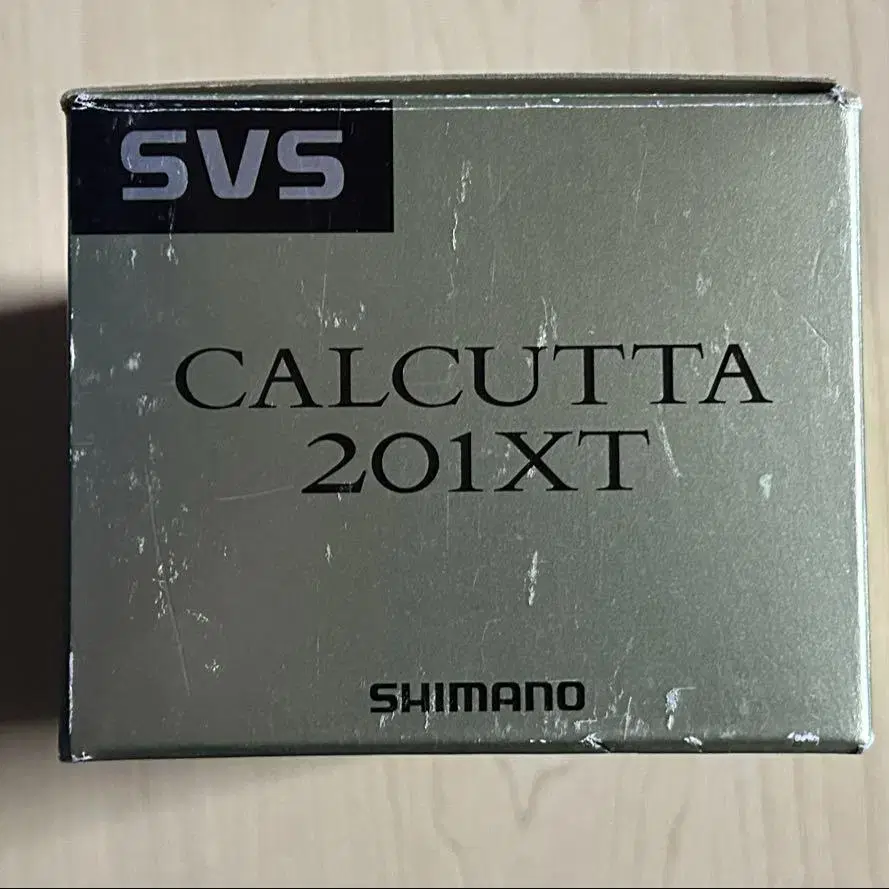 SVS
CALCUTTA
201XT
SHIMANO